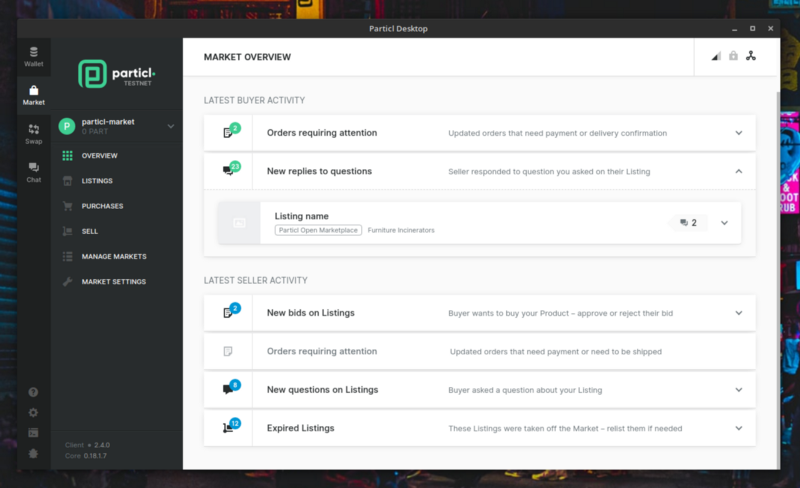 Particl Desktop
Wallet
Market
Swap
Chat
particl.
TESTNET
P
particl-market
0 PART
OVERVIEW
LISTINGS
PURCHASES
SELL
MANAGE MARKETS
MARKET SETTINGS
Client » 2.4.0
Core 0.18.1.7
MARKET OVERVIEW
LATEST BUYER ACTIVITY
2
Orders requiring attention
Updated orders that need payment or delivery confirmation
23
New replies to questions
Seller responded to question you asked on their Listing
Listing name
Particl Open Marketplace Furniture Incinerators
2
LATEST SELLER ACTIVITY
2
New bids on Listings
Buyer wants to buy your Product – approve or reject their bid
Orders requiring attention
Updated orders that need payment or need to be shipped
8
New questions on Listings
Buyer asked a question about your Listing
12
Expired Listings
These Listings were taken off the Market – relist them if needed